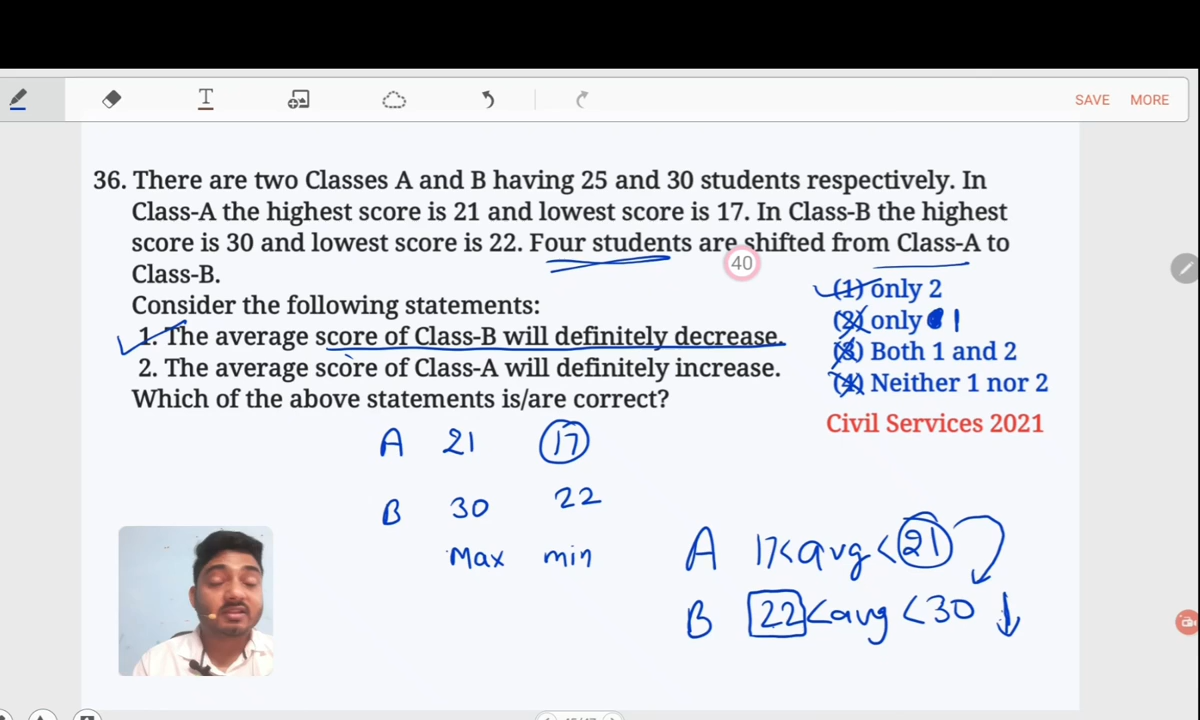 T
SAVE MORE
36. There are two Classes A and B having 25 and 30 students respectively. In
Class-A the highest score is 21 and lowest score is 17. In Class-B the highest
score is 30 and lowest score is 22. Four students are shifted from Class-A to
Class-B.
40
Consider the following statements:
1. The average score of Class-B will definitely decrease.
2. The average score of Class-A will definitely increase.
Which of the above statements is/are correct?
(1) only 2
(2) only 1
(3) Both 1 and 2
(4) Neither 1 nor 2
Civil Services 2021
A 21 17
B 30 22
Max min
A 17<avg<21
B 22<avg<30